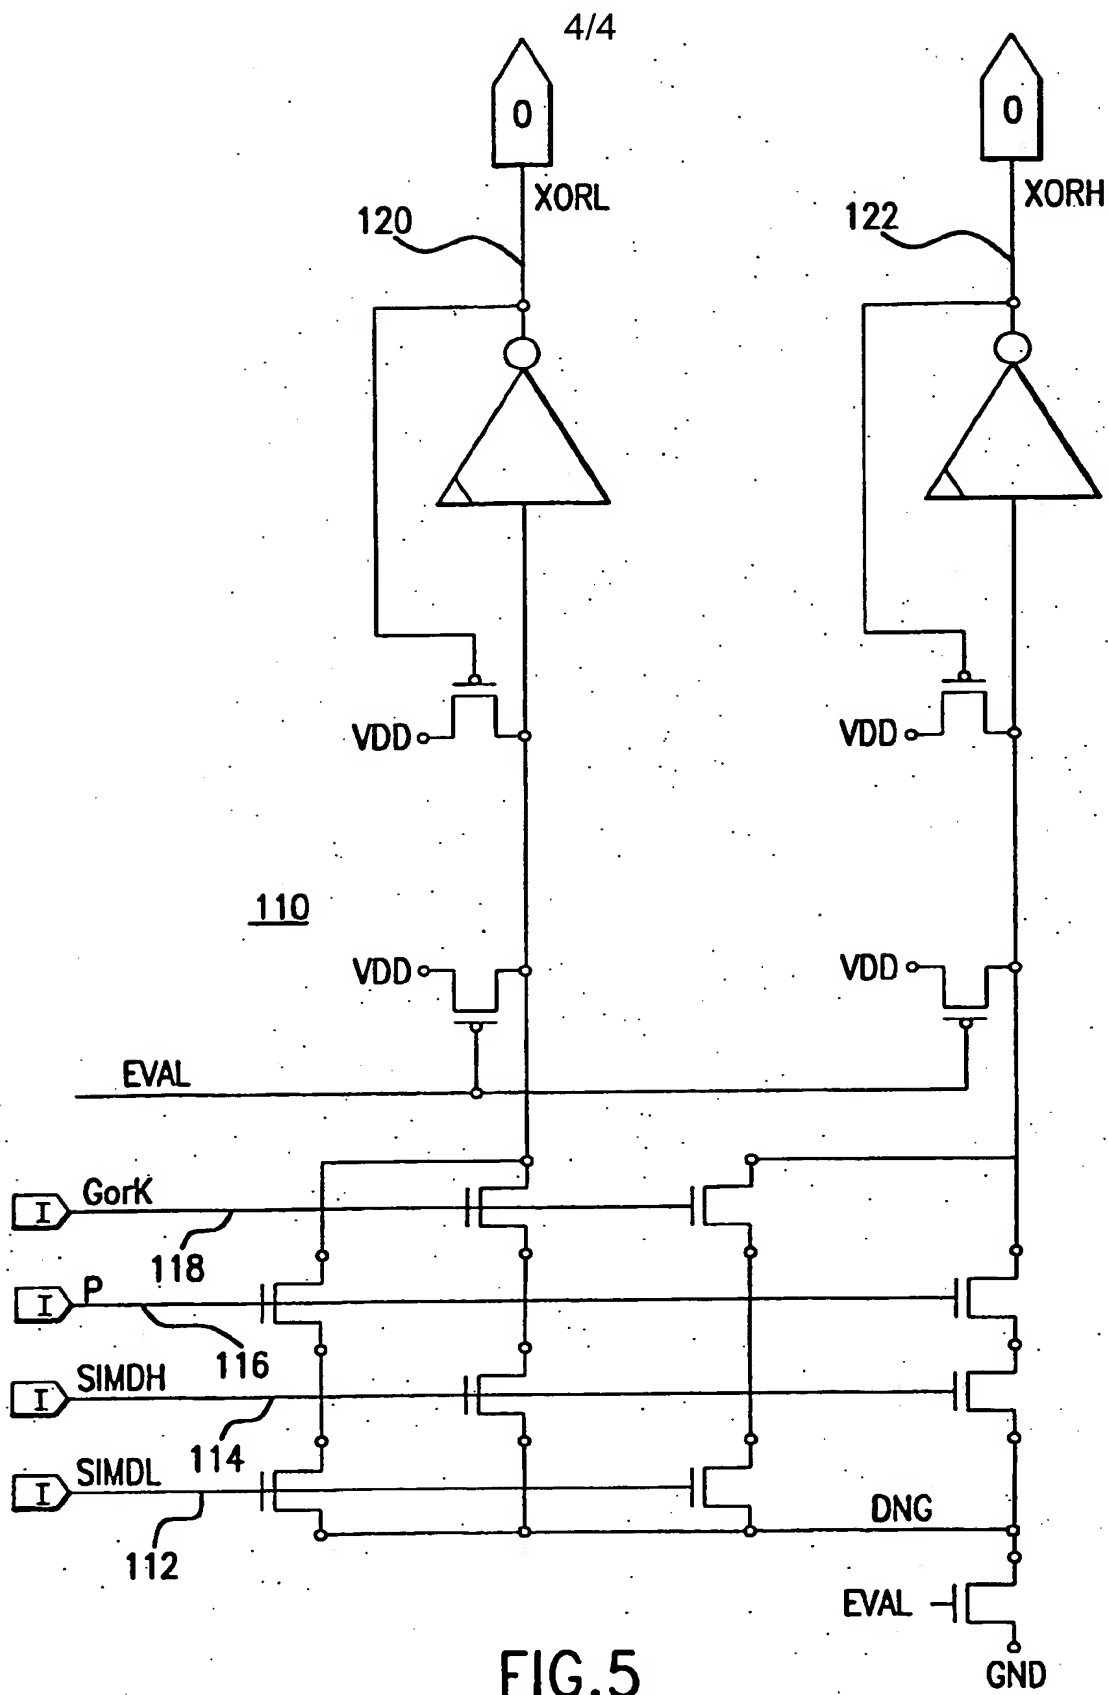 4/4
0 0
XORL XORH
120 122
VDD VDD
110
VDD VDD
EVAL
I GorK
118
I P
116
I SIMDH
114
I SIMDL
DNG
112
EVAL
GND
FIG.5